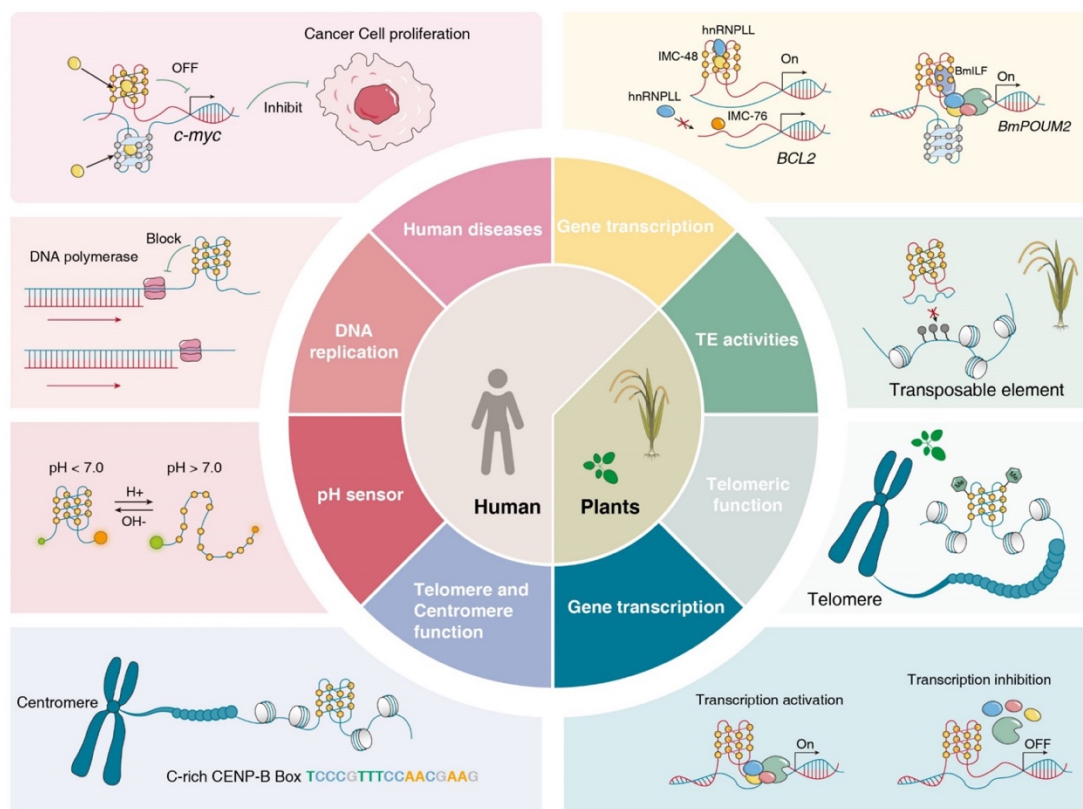 Cancer Cell proliferation
OFF
Inhibit
c-myc
hnRNPLL
IMC-48
On
hnRNPLL
IMC-76
BCL2
BmILF
On
BmPOUM2
Human diseases
Gene transcription
DNA polymerase
Block
DNA
replication
TE activities
Transposable element
pH < 7.0
pH > 7.0
H+
OH-
pH sensor
Human
Plants
Telomeric
function
Me
Me
Telomere
Telomere and
Centromere
function
Gene transcription
Centromere
C-rich CENP-B Box TCCCGTTTCCAACGAAG
Transcription activation
On
Transcription inhibition
OFF